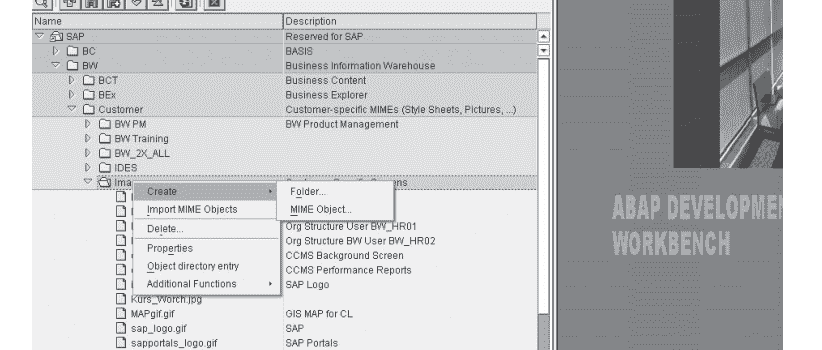 Name Description
SAP Reserved for SAP
BC BASIS
BW Business Information Warehouse
BCT Business Content
BEx Business Explorer
Customer Customer-specific MIMEs (Style Sheets, Pictures, ...)
BW PM BW Product Management
BW Training
BW_2X_ALL
IDES
Ima
Create Folder...
Import MIME Objects MIME Object...
Delete... Org Structure User BW_HR01
Org Structure BW User BW_HR02
Properties CCMS Background Screen
Object directory entry CCMS Performance Reports
Additional Functions SAP Logo
Kurs_Worch.jpg
MAPgif.gif GIS MAP for CL
sap_logo.gif SAP
sapportals_logo.gif SAP Portals
ABAP DEVELOPMEN
WORKBENCH